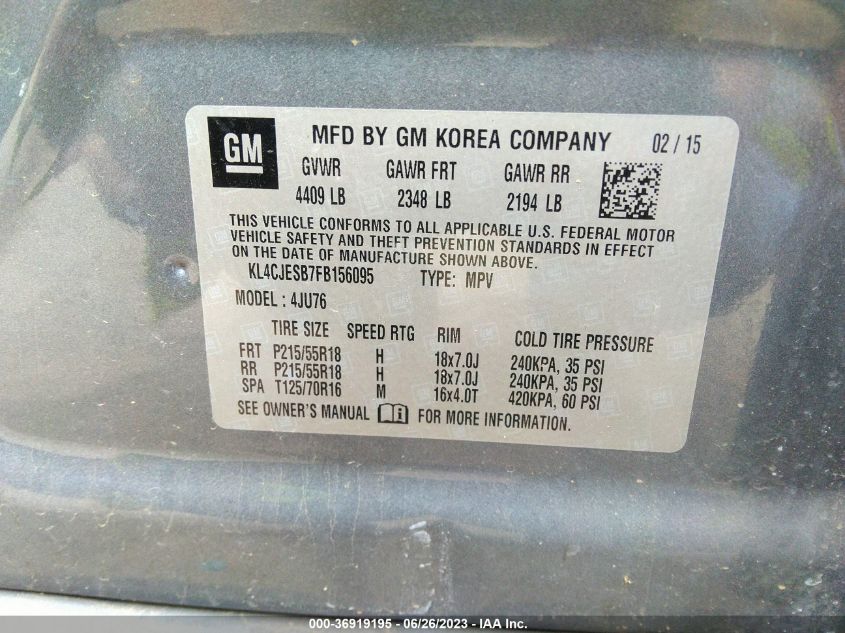 GM
MFD BY GM KOREA COMPANY 02 / 15
GVWR GAWR FRT GAWR RR
4409 LB 2348 LB 2194 LB
THIS VEHICLE CONFORMS TO ALL APPLICABLE U.S. FEDERAL MOTOR
VEHICLE SAFETY AND THEFT PREVENTION STANDARDS IN EFFECT
ON THE DATE OF MANUFACTURE SHOWN ABOVE.
KL4CJESB7FB156095 TYPE: MPV
MODEL : 4JU76
TIRE SIZE SPEED RTG RIM COLD TIRE PRESSURE
FRT P215/55R18 H 18x7.0J 240KPA, 35 PSI
RR P215/55R18 H 18x7.0J 240KPA, 35 PSI
SPA T125/70R16 M 16x4.0T 420KPA, 60 PSI
SEE OWNER'S MANUAL FOR MORE INFORMATION.
000-36919195 - 06/26/2023 - IAA Inc.